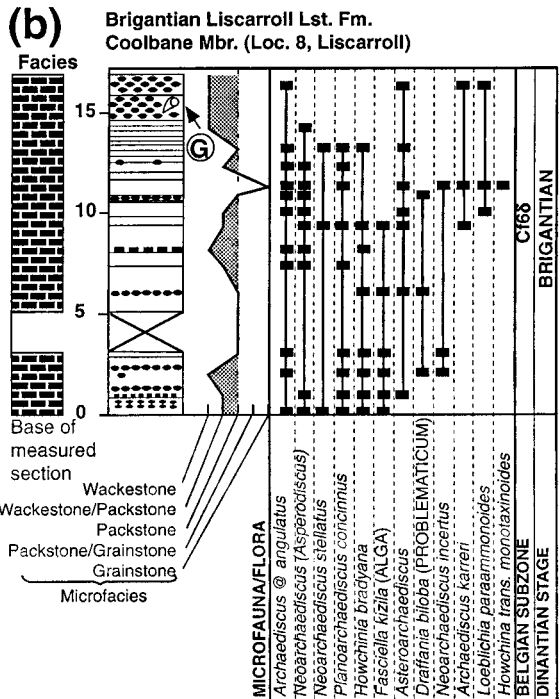 (b)
Brigantian Liscarroll Lst. Fm.
Coolbane Mbr. (Loc. 8, Liscarroll)
Facies
15
G
10
5
0
Base of
measured
section
Wackestone
Wackestone/Packstone
Packstone
Packstone/Grainstone
Grainstone
Microfacies
MICROFAUNA/FLORA
Archaediscus @ angulatus
Neoarchaediscus (Asperodiscus)
Neoarchaediscus stellatus
Planoarchaediscus concinnus
Howchinia bradyana
Fasciella kizilia (ALGA)
Asteroarchaediscus
Draffania biloba (PROBLEMATICUM)
Neoarchaediscus incertus
Archaediscus karreri
Loeblichia paraammonoides
Howchina trans. monotaxinoides
Cf6δ
BELGIAN SUBZONE
BRIGANTIAN
DINANTIAN STAGE